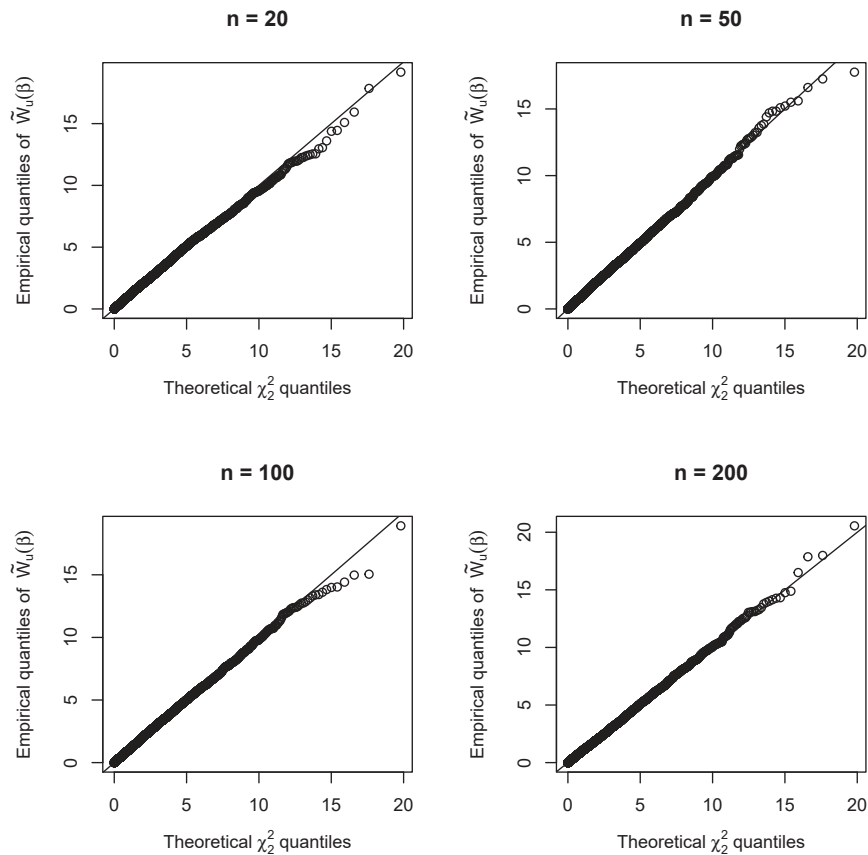 n = 20
Empirical quantiles of W̃ᵤ(β)
0 5 10 15
0 5 10 15 20
Theoretical χ²₂ quantiles
n = 50
Empirical quantiles of W̃ᵤ(β)
0 5 10 15
0 5 10 15 20
Theoretical χ²₂ quantiles
n = 100
Empirical quantiles of W̃ᵤ(β)
0 5 10 15
0 5 10 15 20
Theoretical χ²₂ quantiles
n = 200
Empirical quantiles of W̃ᵤ(β)
0 5 10 15 20
0 5 10 15 20
Theoretical χ²₂ quantiles